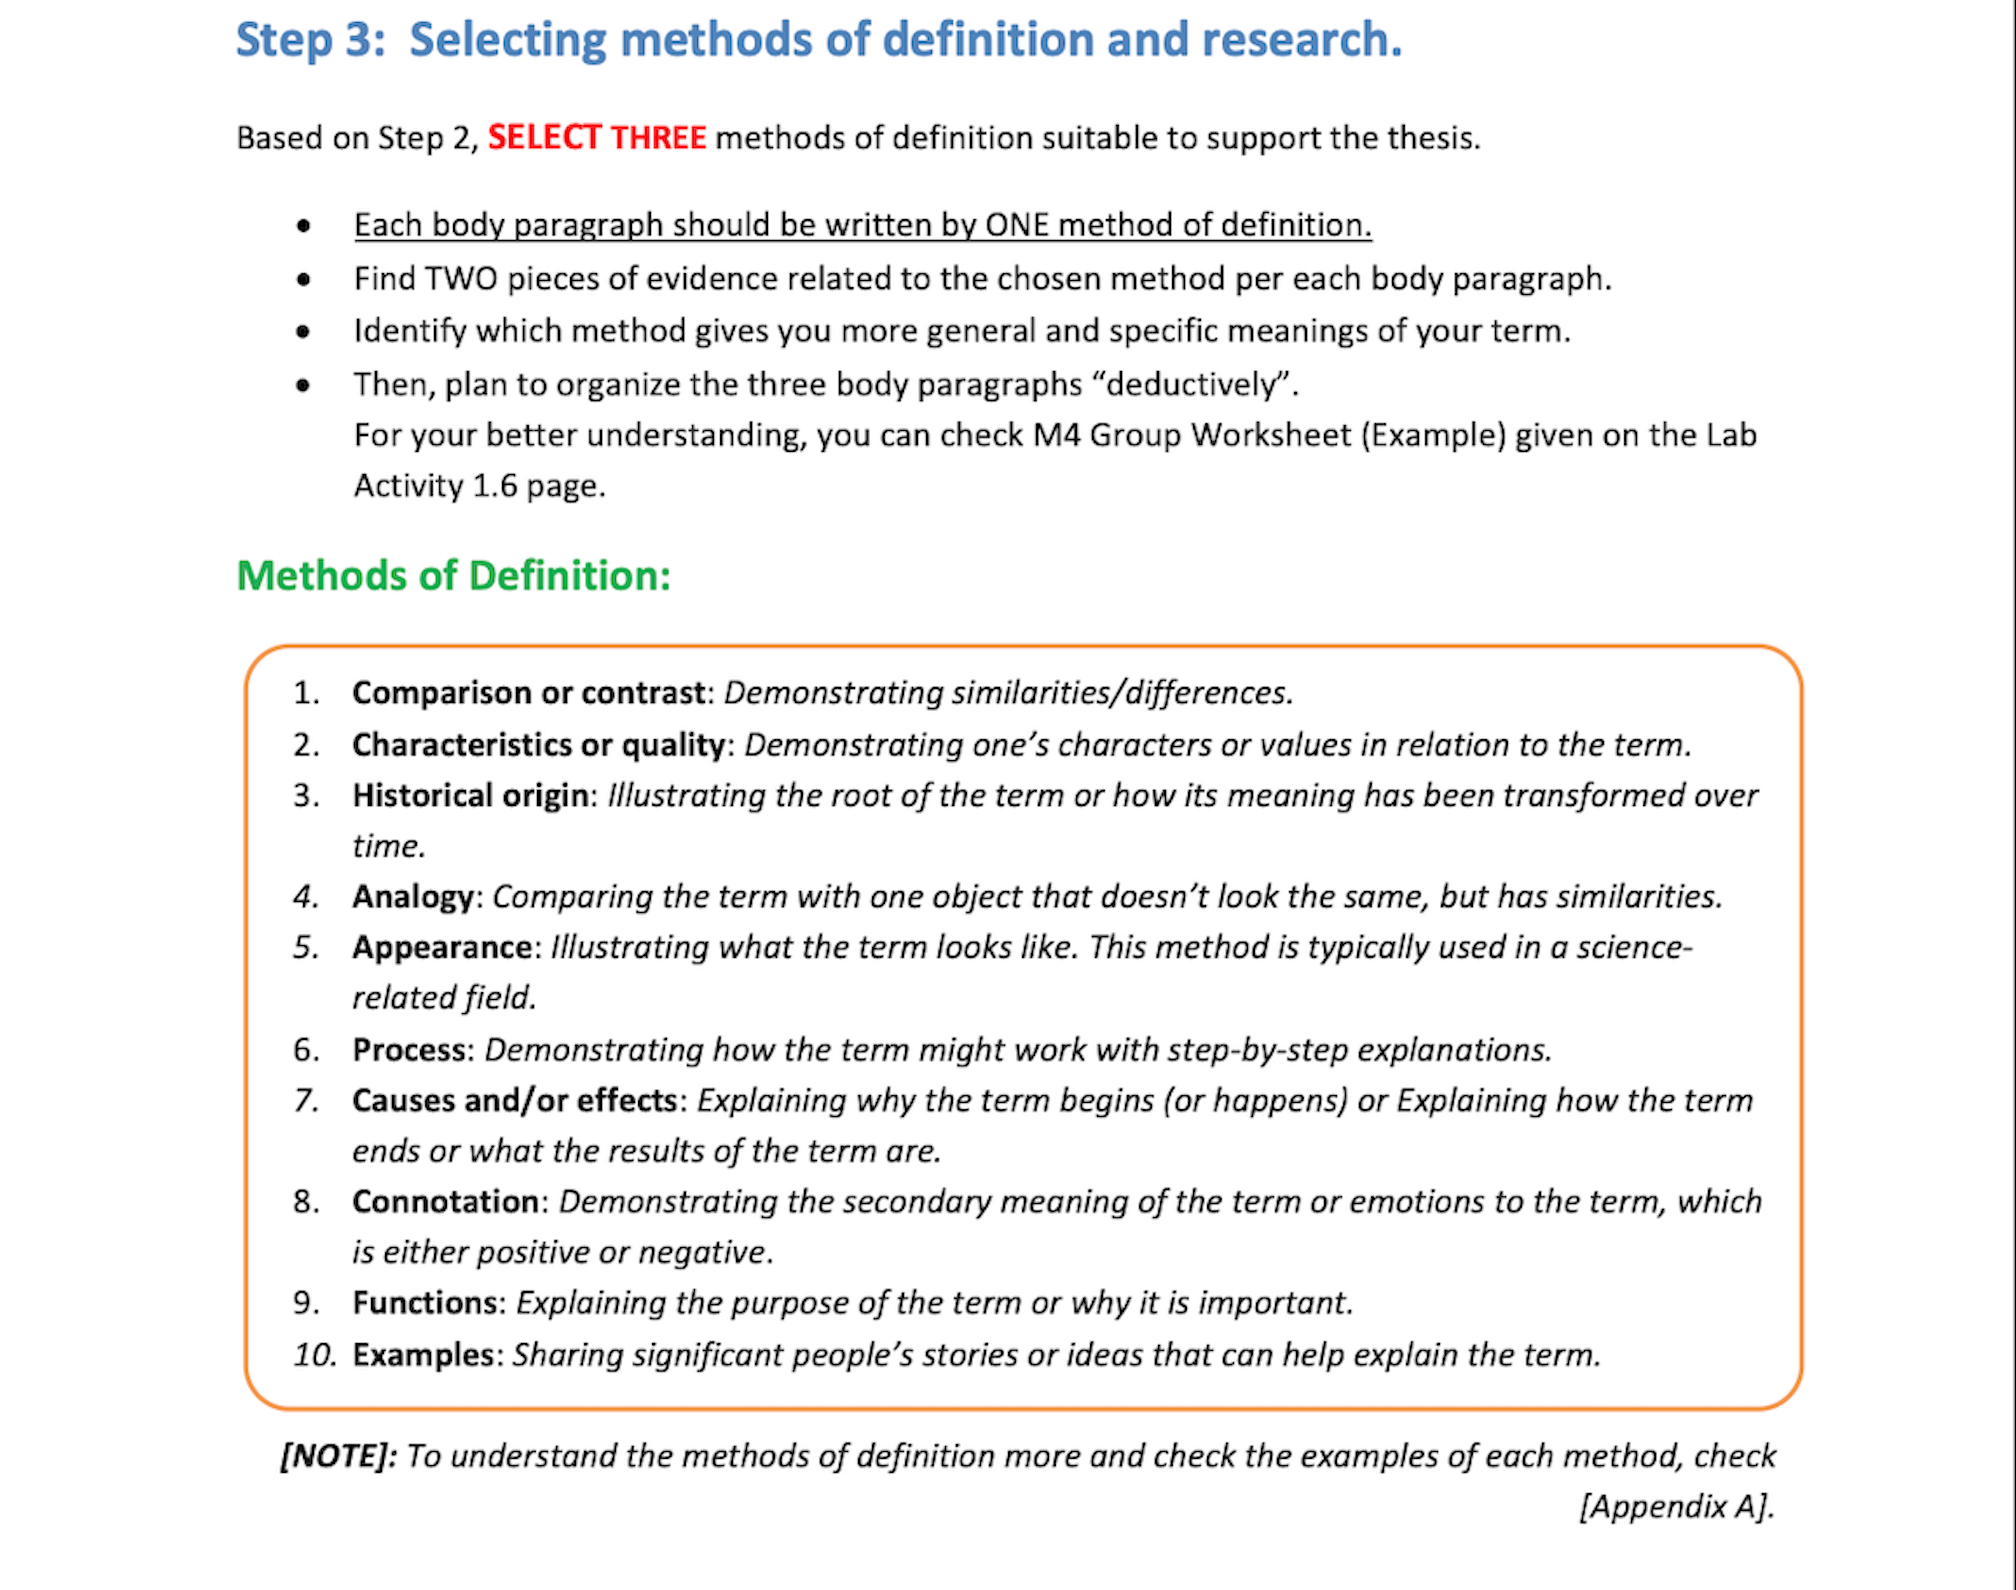 Step 3:  Selecting methods of definition and research.
Based on Step 2, SELECT THREE methods of definition suitable to support the thesis.
• Each body paragraph should be written by ONE method of definition.
• Find TWO pieces of evidence related to the chosen method per each body paragraph.
• Identify which method gives you more general and specific meanings of your term.
• Then, plan to organize the three body paragraphs “deductively”.
For your better understanding, you can check M4 Group Worksheet (Example) given on the Lab
Activity 1.6 page.
Methods of Definition:
1. Comparison or contrast: Demonstrating similarities/differences.
2. Characteristics or quality: Demonstrating one’s characters or values in relation to the term.
3. Historical origin: Illustrating the root of the term or how its meaning has been transformed over
time.
4. Analogy: Comparing the term with one object that doesn’t look the same, but has similarities.
5. Appearance: Illustrating what the term looks like. This method is typically used in a science-
related field.
6. Process: Demonstrating how the term might work with step-by-step explanations.
7. Causes and/or effects: Explaining why the term begins (or happens) or Explaining how the term
ends or what the results of the term are.
8. Connotation: Demonstrating the secondary meaning of the term or emotions to the term, which
is either positive or negative.
9. Functions: Explaining the purpose of the term or why it is important.
10. Examples: Sharing significant people’s stories or ideas that can help explain the term.
[NOTE]: To understand the methods of definition more and check the examples of each method, check
[Appendix A].